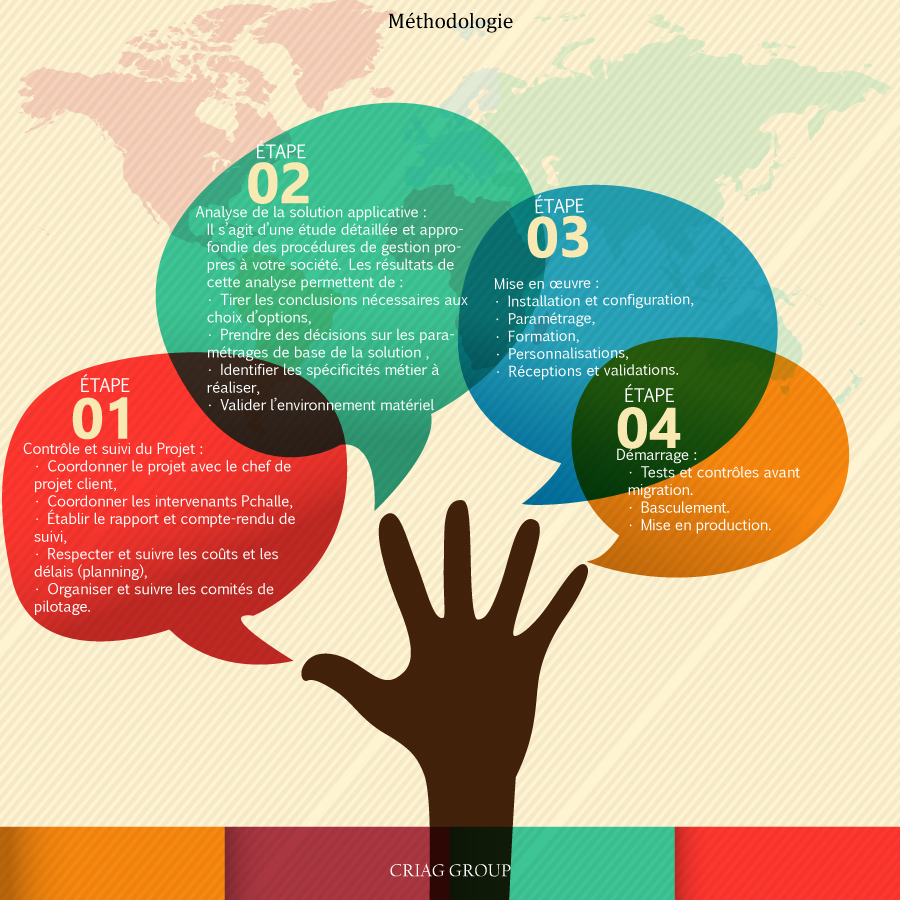 Méthodologie
ÉTAPE
01
Contrôle et suivi du Projet :
· Coordonner le projet avec le chef de
projet client,
· Coordonner les intervenants Pchalle,
· Établir le rapport et compte-rendu de
suivi,
· Respecter et suivre les coûts et les
délais (planning),
· Organiser et suivre les comités de
pilotage.
ÉTAPE
02
Analyse de la solution applicative :
Il s'agit d'une étude détaillée et appro-
fondie des procédures de gestion pro-
pres à votre société. Les résultats de
cette analyse permettent de :
· Tirer les conclusions nécessaires aux
choix d'options,
· Prendre des décisions sur les para-
métrages de base de la solution ,
· Identifier les spécificités métier à
réaliser,
· Valider l'environnement matériel
ÉTAPE
03
Mise en œuvre :
· Installation et configuration,
· Paramétrage,
· Formation,
· Personnalisations,
· Réceptions et validations.
ÉTAPE
04
Démarrage :
· Tests et contrôles avant
migration.
· Basculement.
· Mise en production.
CRIAG GROUP